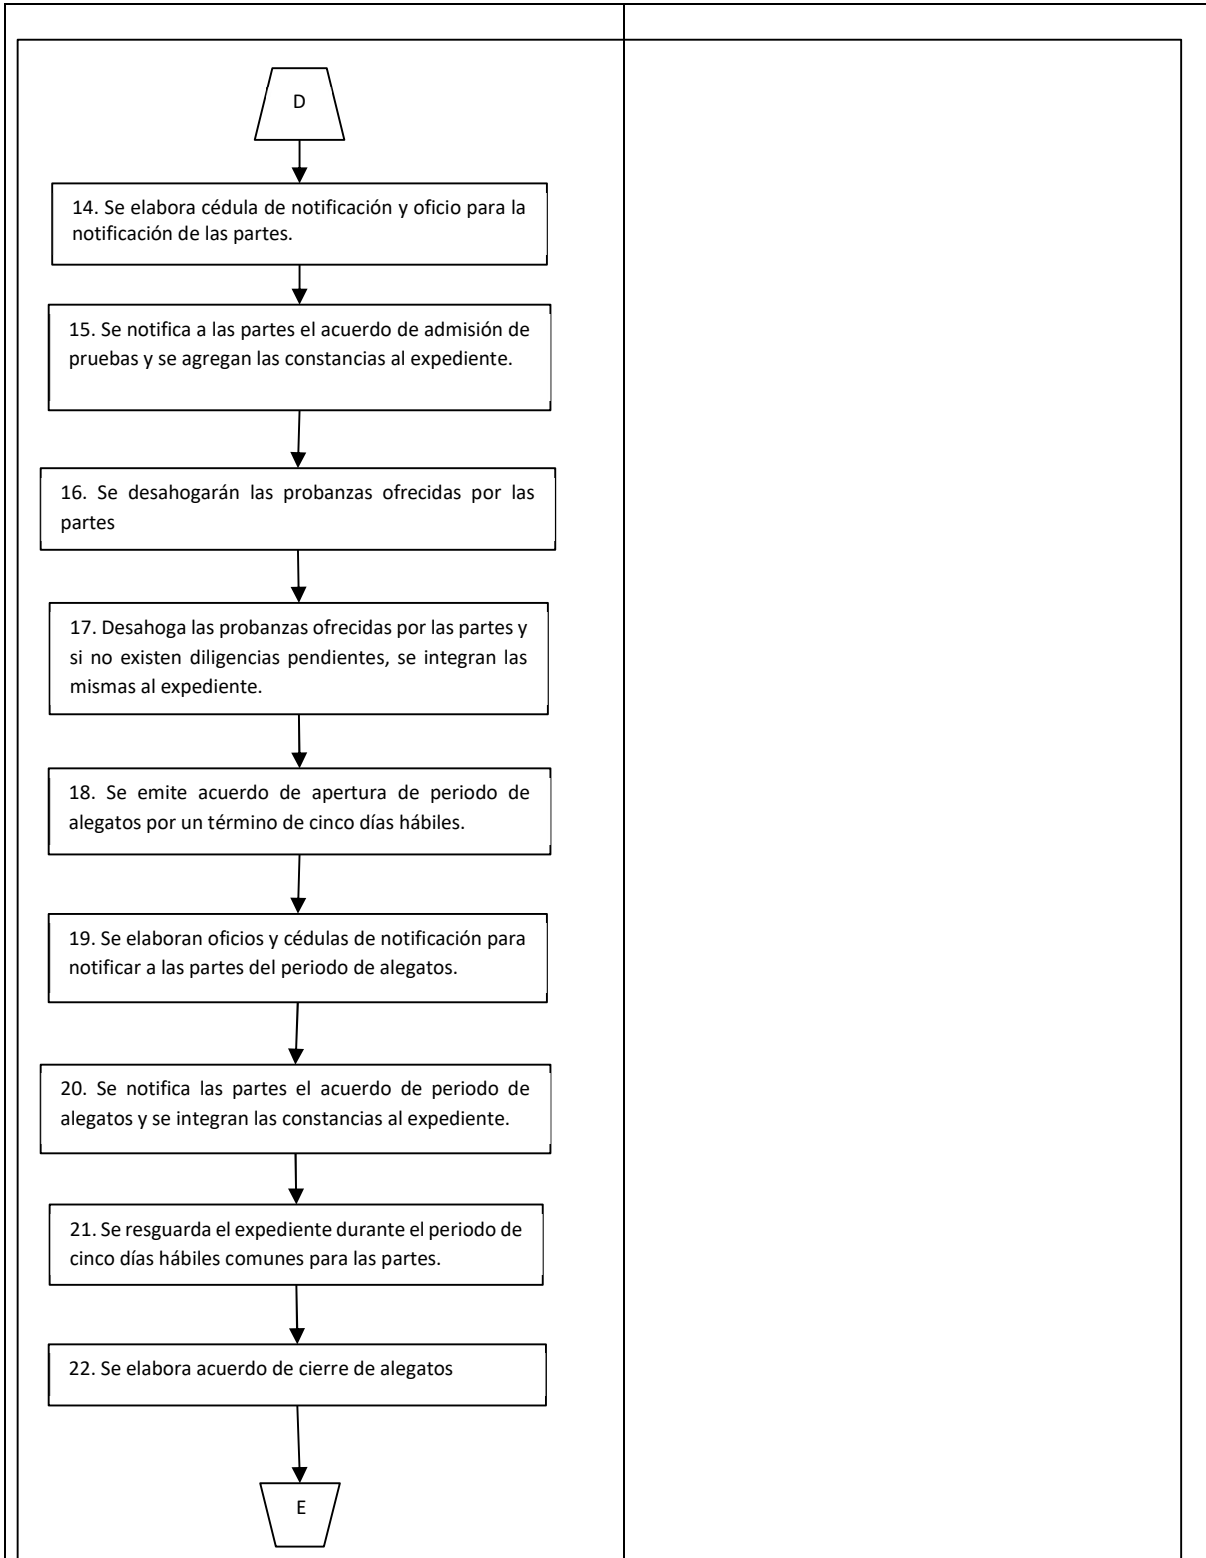 D
14. Se elabora cédula de notificación y oficio para la
notificación de las partes.
15. Se notifica a las partes el acuerdo de admisión de
pruebas y se agregan las constancias al expediente.
16. Se desahogarán las probanzas ofrecidas por las
partes
17. Desahoga las probanzas ofrecidas por las partes y
si no existen diligencias pendientes, se integran las
mismas al expediente.
18. Se emite acuerdo de apertura de periodo de
alegatos por un término de cinco días hábiles.
19. Se elaboran oficios y cédulas de notificación para
notificar a las partes del periodo de alegatos.
20. Se notifica las partes el acuerdo de periodo de
alegatos y se integran las constancias al expediente.
21. Se resguarda el expediente durante el periodo de
cinco días hábiles comunes para las partes.
22. Se elabora acuerdo de cierre de alegatos
E